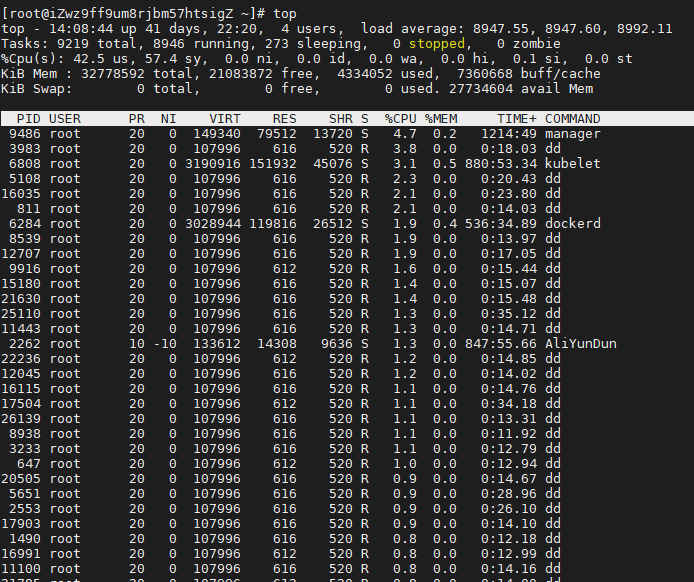 [root@iZwz9ff9um8rjbm57htsigZ ~]# top
top - 14:08:44 up 41 days, 22:20,  4 users,  load average: 8947.55, 8947.60, 8992.11
Tasks: 9219 total, 8946 running, 273 sleeping,   0 stopped,   0 zombie
%Cpu(s): 42.5 us, 57.4 sy,  0.0 ni,  0.0 id,  0.0 wa,  0.0 hi,  0.1 si,  0.0 st
KiB Mem : 32778592 total, 21083872 free,  4334052 used,  7360668 buff/cache
KiB Swap:        0 total,        0 free,        0 used. 27734604 avail Mem
PID USER      PR  NI    VIRT    RES    SHR S  %CPU %MEM     TIME+ COMMAND
9486 root      20   0  149340  79512  13720 S   4.7  0.2   1214:49 manager
3983 root      20   0  107996    616    520 R   3.8  0.0   0:18.03 dd
6808 root      20   0 3190916 151932  45076 S   3.1  0.5 880:53.34 kubelet
5108 root      20   0  107996    616    520 R   2.3  0.0   0:20.43 dd
16035 root      20   0  107996    616    520 R   2.1  0.0   0:23.80 dd
811 root      20   0  107996    616    520 R   2.1  0.0   0:14.03 dd
6284 root      20   0 3028944 119816  26512 S   1.9  0.4 536:34.89 dockerd
8539 root      20   0  107996    616    520 R   1.9  0.0   0:13.97 dd
12707 root      20   0  107996    616    520 R   1.9  0.0   0:17.05 dd
9916 root      20   0  107996    612    520 R   1.6  0.0   0:15.44 dd
15180 root      20   0  107996    616    520 R   1.4  0.0   0:15.07 dd
21630 root      20   0  107996    616    520 R   1.4  0.0   0:15.48 dd
25110 root      20   0  107996    616    520 R   1.3  0.0   0:35.12 dd
11443 root      20   0  107996    616    520 R   1.3  0.0   0:14.71 dd
2262 root      10 -10  133612  14308   9636 S   1.3  0.0 847:55.66 AliYunDun
22236 root      20   0  107996    612    520 R   1.2  0.0   0:14.85 dd
12045 root      20   0  107996    616    520 R   1.2  0.0   0:14.02 dd
16115 root      20   0  107996    616    520 R   1.1  0.0   0:14.76 dd
17504 root      20   0  107996    612    520 R   1.1  0.0   0:34.18 dd
26139 root      20   0  107996    616    520 R   1.1  0.0   0:13.31 dd
8938 root      20   0  107996    616    520 R   1.1  0.0   0:11.92 dd
3233 root      20   0  107996    616    520 R   1.1  0.0   0:12.79 dd
647 root      20   0  107996    612    520 R   1.0  0.0   0:12.94 dd
20505 root      20   0  107996    616    520 R   0.9  0.0   0:14.67 dd
5651 root      20   0  107996    616    520 R   0.9  0.0   0:28.96 dd
2553 root      20   0  107996    616    520 R   0.9  0.0   0:26.10 dd
17903 root      20   0  107996    616    520 R   0.9  0.0   0:14.10 dd
1490 root      20   0  107996    616    520 R   0.8  0.0   0:12.18 dd
16991 root      20   0  107996    612    520 R   0.8  0.0   0:12.99 dd
11100 root      20   0  107996    616    520 R   0.8  0.0   0:14.16 dd